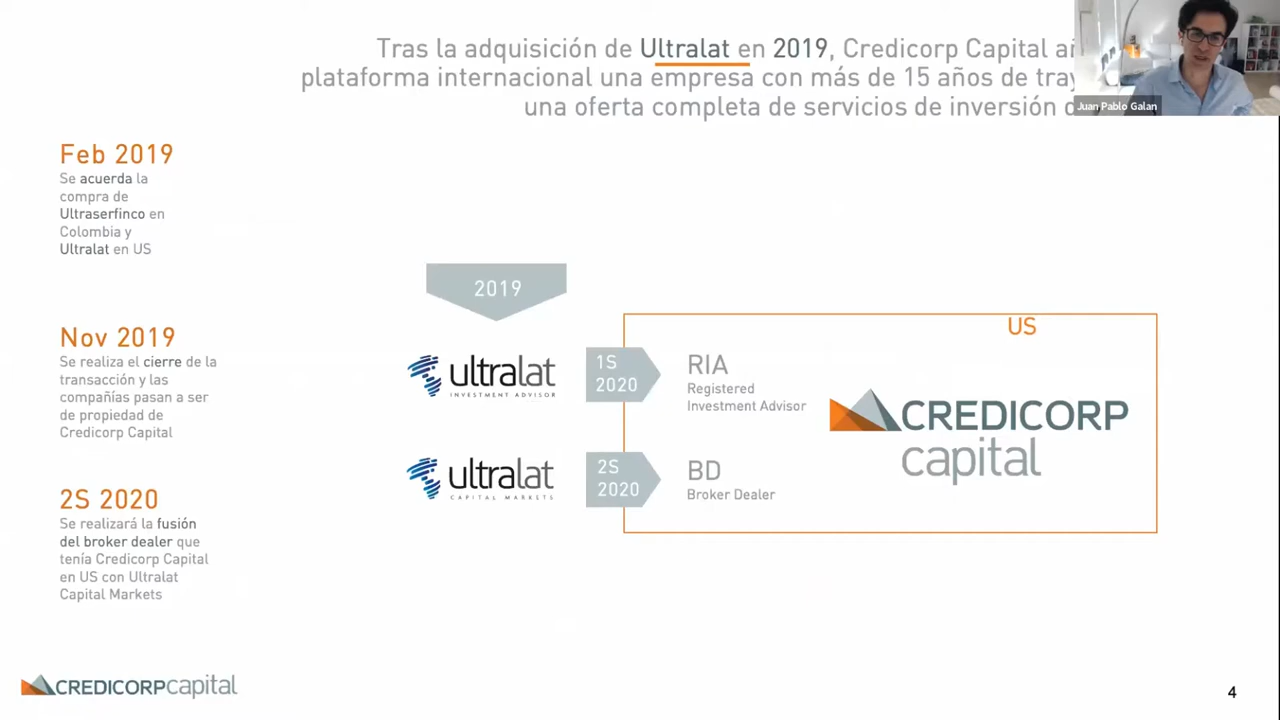 Tras la adquisición de Ultralat en 2019, Credicorp Capital
plataforma internacional una empresa con más de 15 años de
una oferta completa de servicios de inversión
Juan Pablo Galan
Feb 2019
Se acuerda la
compra de
Ultraserfinco en
Colombia y
Ultralat en US
Nov 2019
Se realiza el cierre de la
transacción y las
compañías pasan a ser
de propiedad de
Credicorp Capital
2S 2020
Se realizará la fusión
del broker dealer que
tenía Credicorp Capital
en US con Ultralat
Capital Markets
2019
ultralat
INVESTMENT ADVISOR
1S
2020
RIA
Registered
Investment Advisor
ultralat
CAPITAL MARKETS
2S
2020
BD
Broker Dealer
US
CREDICORP
capital
CREDICORPcapital
4